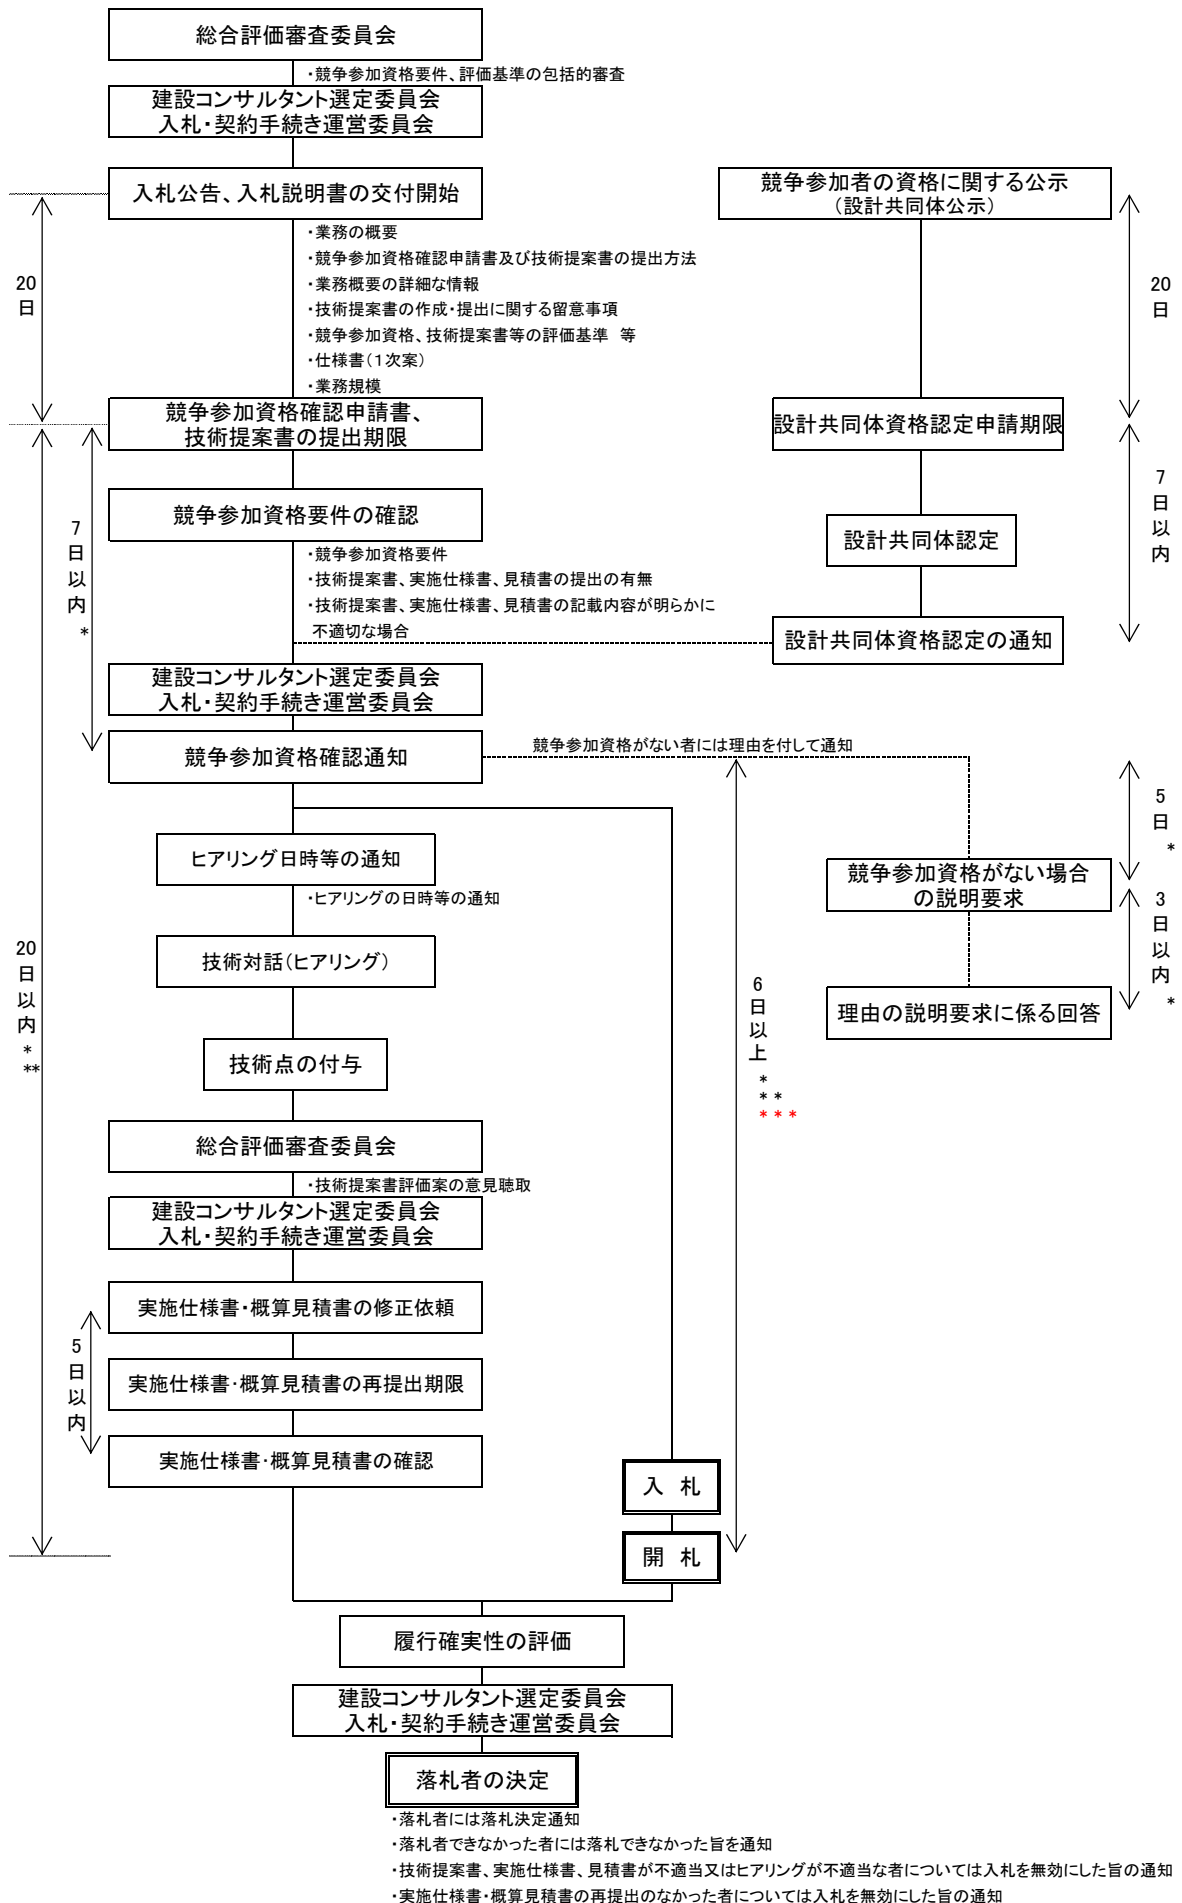 総合評価審査委員会
・競争参加資格要件、評価基準の包括的審査
建設コンサルタント選定委員会
入札・契約手続き運営委員会
入札公告、入札説明書の交付開始
競争参加者の資格に関する公示
（設計共同体公示）
・業務の概要
・競争参加資格確認申請書及び技術提案書の提出方法
・業務概要の詳細な情報
・技術提案書の作成・提出に関する留意事項
・競争参加資格、技術提案書等の評価基準　等
・仕様書（１次案）
・業務規模
20
日
20
日
競争参加資格確認申請書、
技術提案書の提出期限
設計共同体資格認定申請期限
競争参加資格要件の確認
設計共同体認定
・競争参加資格要件
・技術提案書、実施仕様書、見積書の提出の有無
・技術提案書、実施仕様書、見積書の記載内容が明らかに
不適切な場合
設計共同体資格認定の通知
7
日
以
内
*
7
日
以
内
建設コンサルタント選定委員会
入札・契約手続き運営委員会
競争参加資格確認通知
競争参加資格がない者には理由を付して通知
ヒアリング日時等の通知
・ヒアリングの日時等の通知
5
日
*
競争参加資格がない場合
の説明要求
3
日
以
内
*
理由の説明要求に係る回答
技術対話（ヒアリング）
20
日
以
内
*
**
6
日
以
上
*
* *
* * *
技術点の付与
総合評価審査委員会
・技術提案書評価案の意見聴取
建設コンサルタント選定委員会
入札・契約手続き運営委員会
実施仕様書・概算見積書の修正依頼
5
日
以
内
実施仕様書・概算見積書の再提出期限
実施仕様書・概算見積書の確認
入　札
開　札
履行確実性の評価
建設コンサルタント選定委員会
入札・契約手続き運営委員会
落札者の決定
・落札者には落札決定通知
・落札者できなかった者には落札できなかった旨を通知
・技術提案書、実施仕様書、見積書が不適当又はヒアリングが不適当な者については入札を無効にした旨の通知
・実施仕様書・概算見積書の再提出のなかった者については入札を無効にした旨の通知